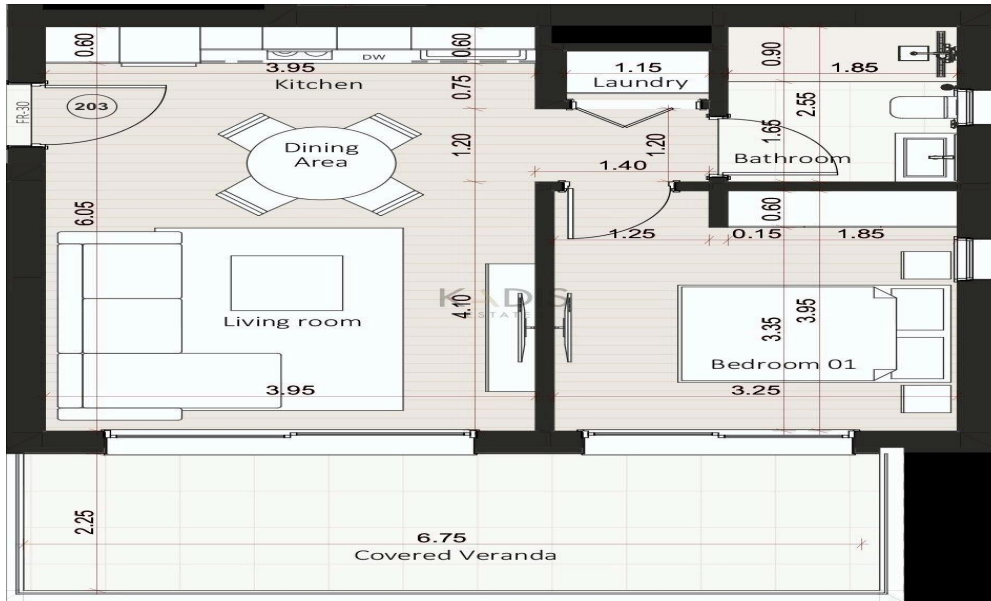 0.60
0.60
DW
3.95
Kitchen
0.75
203
FR-30
1.15
Laundry
0.90
1.85
2.55
1.65
Bathroom
1.20
1.20
1.40
Dining
Area
6.05
0.60
1.25
0.15
1.85
KADIS
ESTATES
4.10
Living room
3.35
3.95
Bedroom 01
3.95
3.25
2.25
6.75
Covered Veranda